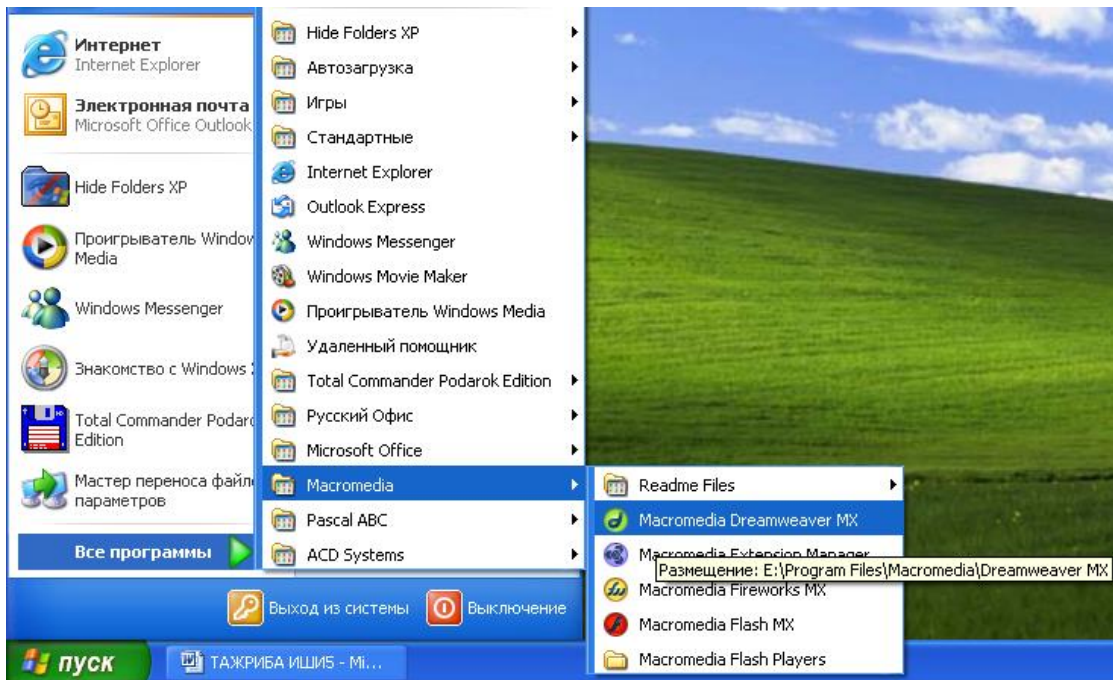 Интернет
Internet Explorer
Электронная почта
Microsoft Office Outlook
Hide Folders XP
Проигрыватель Window
Media
Windows Messenger
Знакомство с Windows
Total Commander Podaro
Edition
Мастер переноса файло
параметров
Все программы
Hide Folders XP
Автозагрузка
Игры
Стандартные
Internet Explorer
Outlook Express
Windows Messenger
Windows Movie Maker
Проигрыватель Windows Media
Удаленный помощник
Total Commander Podarok Edition
Русский Офис
Microsoft Office
Macromedia
Pascal ABC
ACD Systems
Readme Files
Macromedia Dreamweaver MX
Macromedia Extension Manager
Размещение: E:\Program Files\Macromedia\Dreamweaver MX
Macromedia Fireworks MX
Macromedia Flash MX
Macromedia Flash Players
Выход из системы
Выключение
пуск
ТАЖРИБА ИШИ5 - Mi...